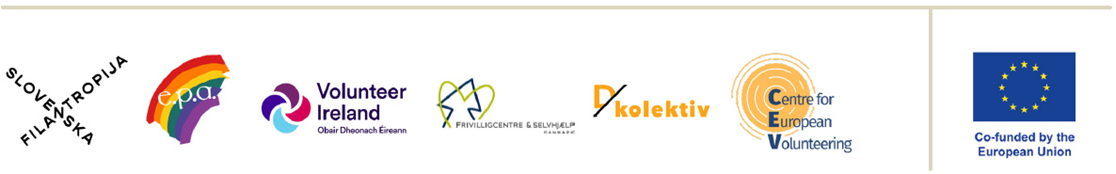 SLOVENSKA
FILANTROPIJA
e.p.a.
Volunteer
Ireland
Obair Dheonach Éireann
FRIVILLIGCENTRE & SELVHJÆLP
DANMARK
D/kolektiv
Centre for
European
Volunteering
Co-funded by the
European Union